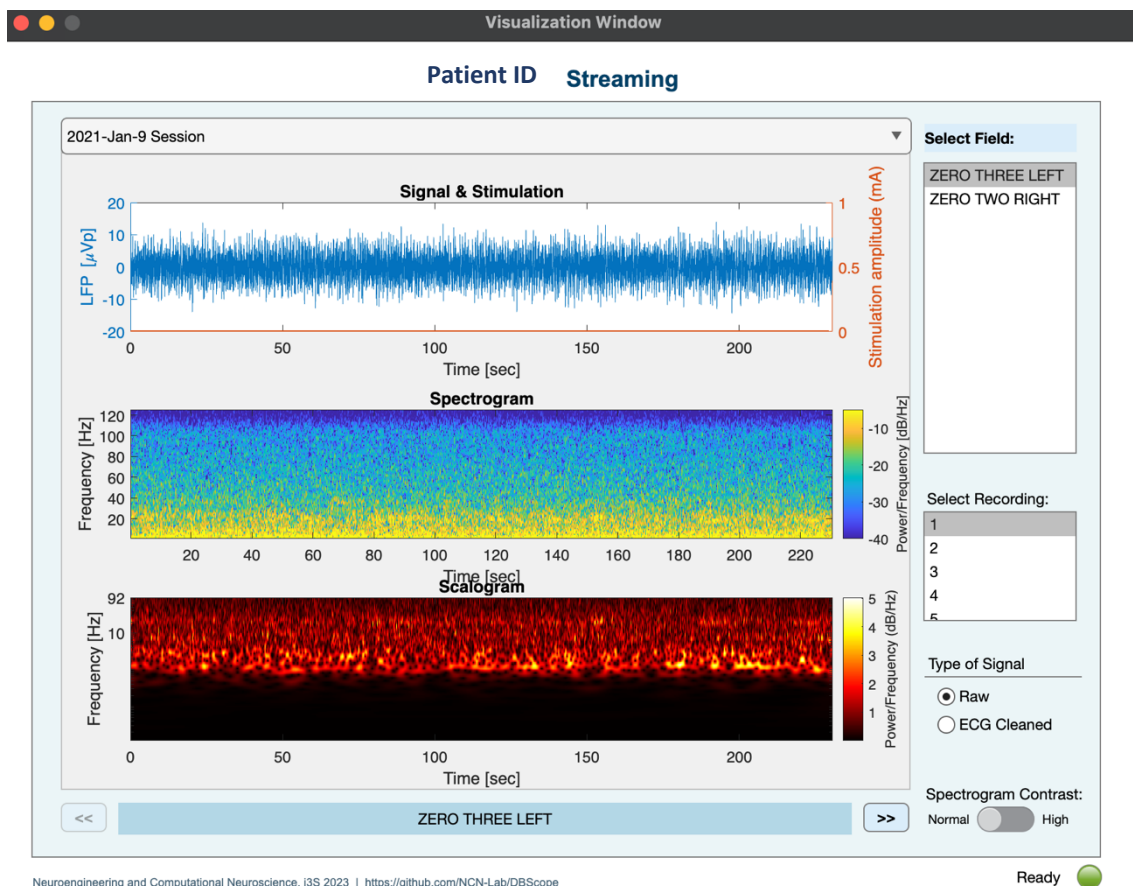 Visualization Window
Patient ID Streaming
2021-Jan-9 Session
Signal & Stimulation
LFP [μVp]
20
10
0
-10
-20
Stimulation amplitude (mA)
1
0.5
0
0 50 100 150 200
Time [sec]
Spectrogram
Frequency [Hz]
120
100
80
60
40
20
-10
-20
-30
-40
Power/Frequency [dB/Hz]
20 40 60 80 100 120 140 160 180 200 220
Time [sec]
Scalogram
Frequency [Hz]
92
10
5
4
3
2
1
Power/Frequency (dB/Hz)
0 50 100 150 200
Time [sec]
<< ZERO THREE LEFT >>
Select Field:
ZERO THREE LEFT
ZERO TWO RIGHT
Select Recording:
1
2
3
4
5
Type of Signal
Raw
ECG Cleaned
Spectrogram Contrast:
Normal High
Neuroengineering and Computational Neuroscience, i3S 2023 | https://github.com/NCN-Lab/DBScope
Ready